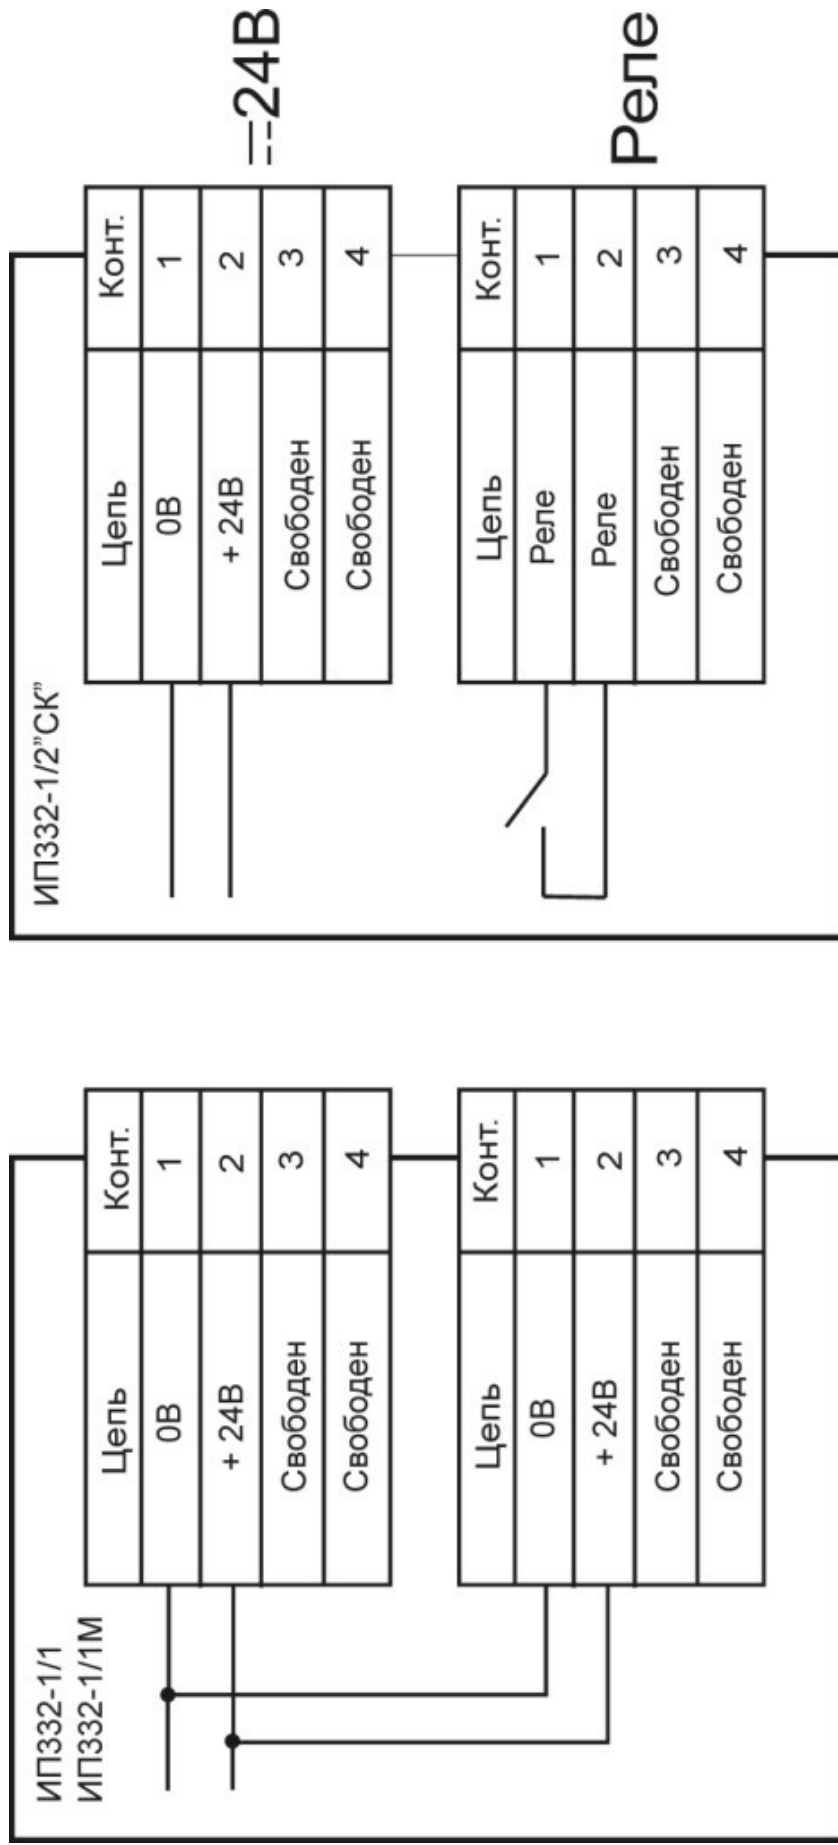 ИП332-1/1
ИП332-1/1М
Цепь Конт.
0В 1
+ 24В 2
Свободен 3
Свободен 4
Цепь Конт.
0В 1
+ 24В 2
Свободен 3
Свободен 4
ИП332-1/2”СК”
Цепь Конт.
0В 1
+ 24В 2
Свободен 3
Свободен 4
24В
Цепь Конт.
Реле 1
Реле 2
Свободен 3
Свободен 4
Реле